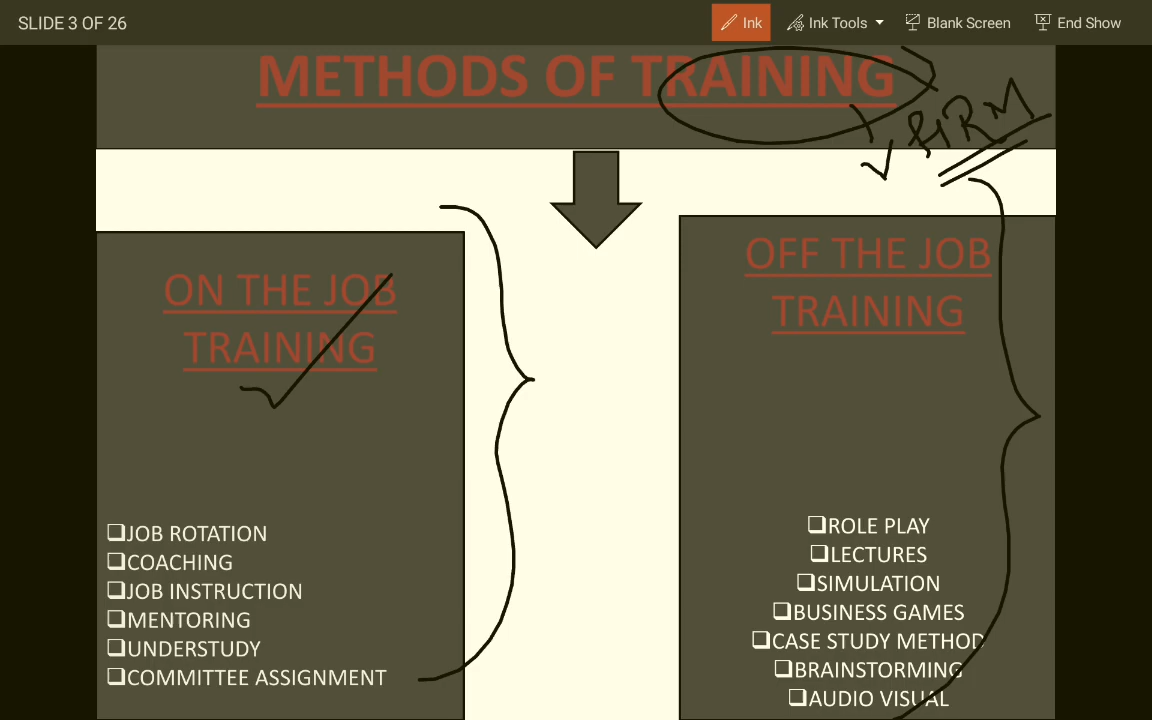 SLIDE 3 OF 26
Ink
Ink Tools
Blank Screen
End Show
METHODS OF TRAINING
HRM
ON THE JOB
TRAINING
❑JOB ROTATION
❑COACHING
❑JOB INSTRUCTION
❑MENTORING
❑UNDERSTUDY
❑COMMITTEE ASSIGNMENT
OFF THE JOB
TRAINING
❑ROLE PLAY
❑LECTURES
❑SIMULATION
❑BUSINESS GAMES
❑CASE STUDY METHOD
❑BRAINSTORMING
❑AUDIO VISUAL